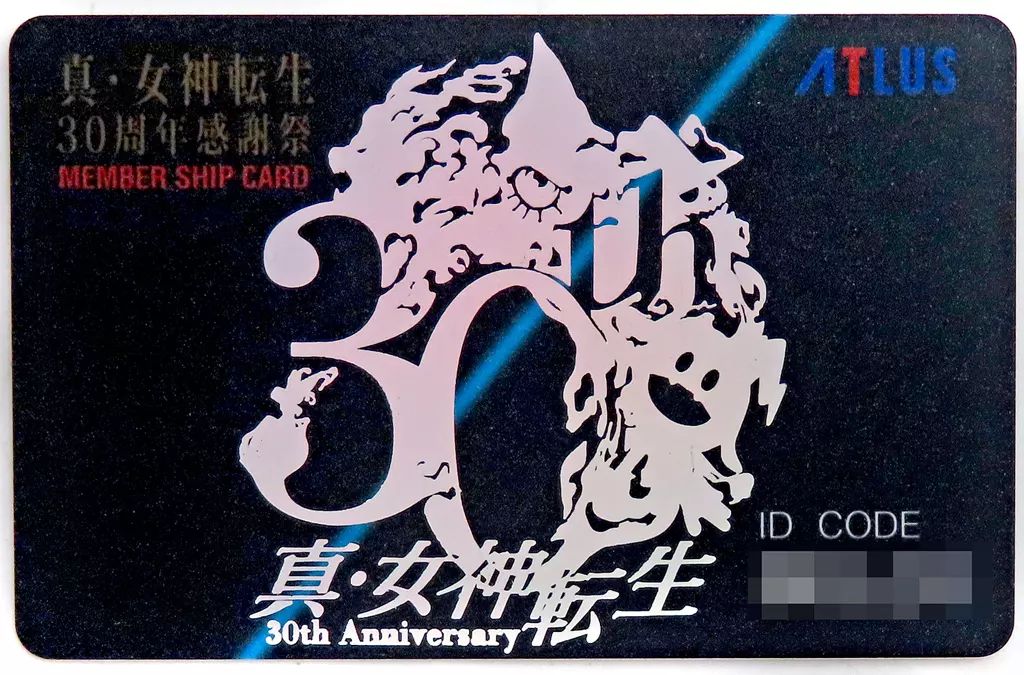 真・女神転生
30周年感謝祭
MEMBER SHIP CARD
ATLUS
30th
真・女神転生
30th Anniversary
ID CODE